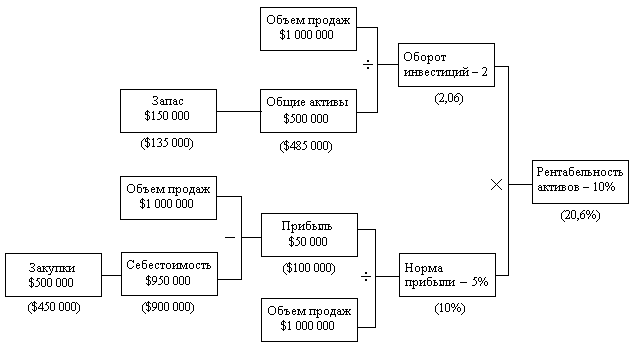 Объем продаж
$1 000 000
÷
Оборот
инвестиций – 2
(2,06)
Запас
$150 000
($135 000)
Общие активы
$500 000
($485 000)
×
Рентабельность
активов – 10%
(20,6%)
Объем продаж
$1 000 000
–
Прибыль
$50 000
($100 000)
Закупки
$500 000
($450 000)
Себестоимость
$950 000
($900 000)
÷
Норма
прибыли – 5%
(10%)
Объем продаж
$1 000 000